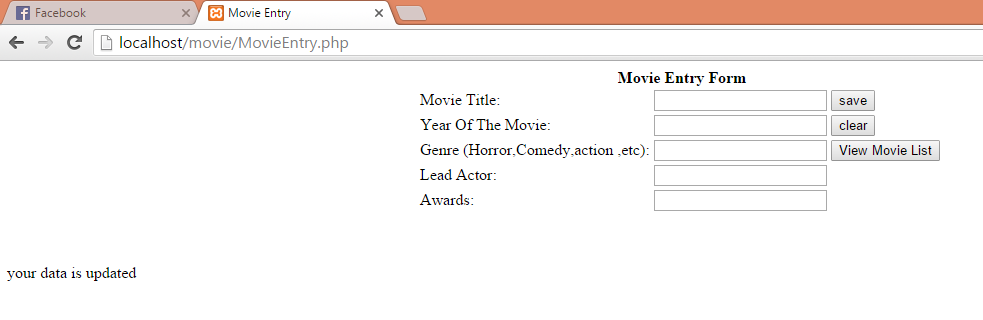 Facebook
Movie Entry
localhost/movie/MovieEntry.php
Movie Entry Form
Movie Title: save
Year Of The Movie: clear
Genre (Horror,Comedy,action ,etc): View Movie List
Lead Actor:
Awards:
your data is updated